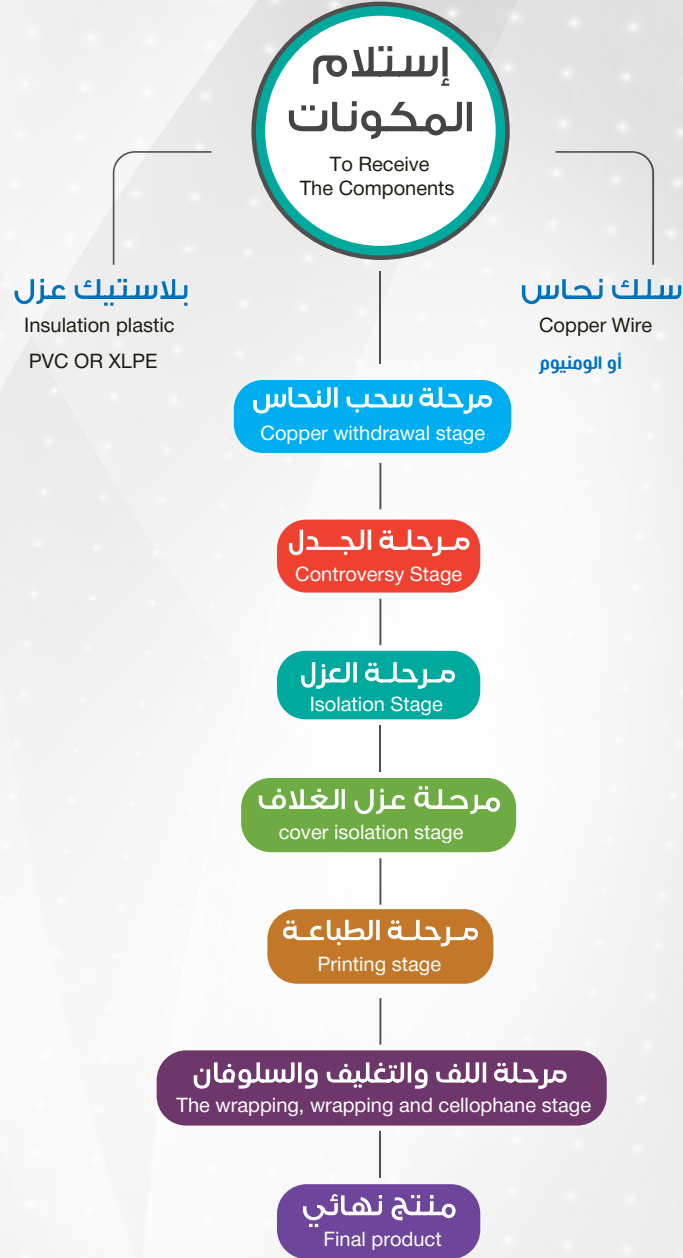 إستلام
المكونات
To Receive
The Components
سلك نحاس
Copper Wire
أو الومنيوم
بلاستيك عزل
Insulation plastic
PVC OR XLPE
مرحلة سحب النحاس
Copper withdrawal stage
مـرحلـة الجـــدل
Controversy Stage
مـرحلـة العزل
Isolation Stage
مرحلة عزل الغلاف
cover isolation stage
مـرحلـة الطباعـة
Printing stage
مرحلة اللف والتغليف والسلوفان
The wrapping, wrapping and cellophane stage
منتج نهائي
Final product